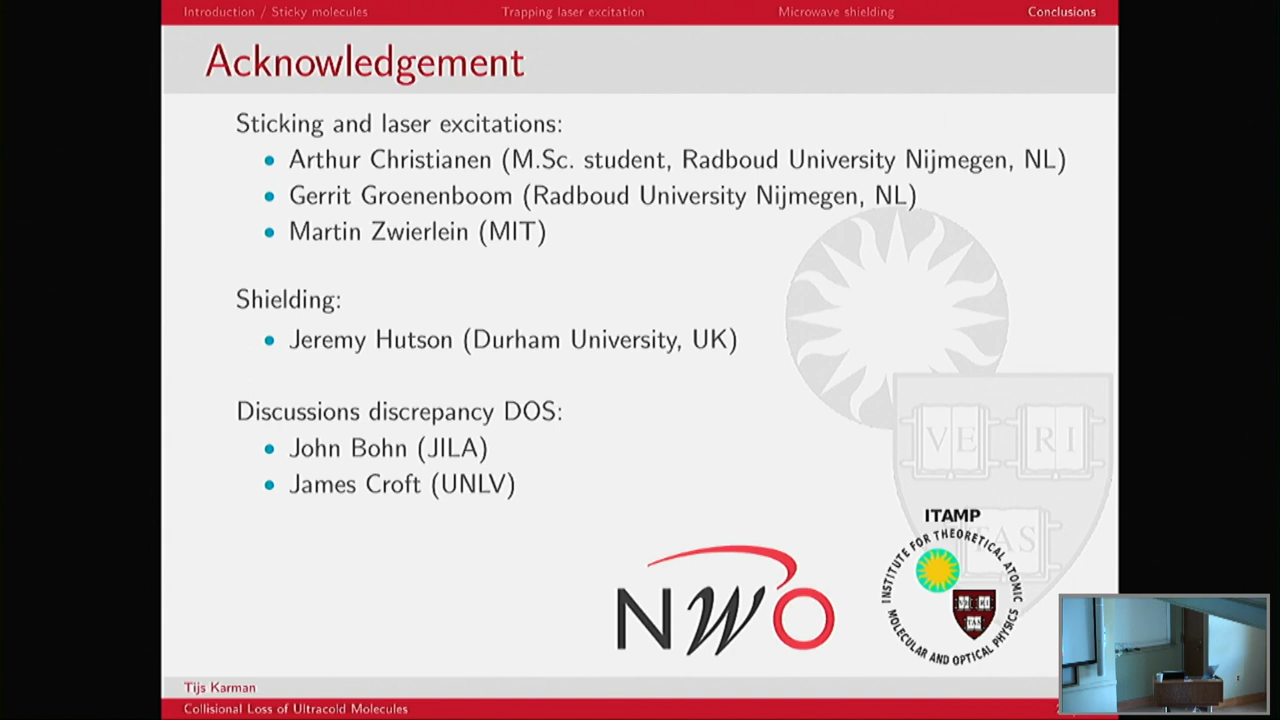 Introduction / Sticky molecules Trapping laser excitation Microwave shielding Conclusions
Acknowledgement
Sticking and laser excitations:
• Arthur Christianen (M.Sc. student, Radboud University Nijmegen, NL)
• Gerrit Groenenboom (Radboud University Nijmegen, NL)
• Martin Zwierlein (MIT)
Shielding:
• Jeremy Hutson (Durham University, UK)
Discussions discrepancy DOS:
• John Bohn (JILA)
• James Croft (UNLV)
VE RI
TAS
NWO
ITAMP
INSTITUTE FOR THEORETICAL ATOMIC
MOLECULAR AND OPTICAL PHYSICS
Tijs Karman
Collisional Loss of Ultracold Molecules